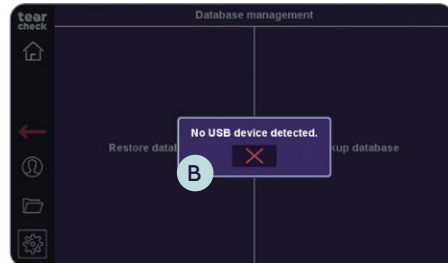 tear
check
Database management
No USB device detected.
Restore datab
kup database
B